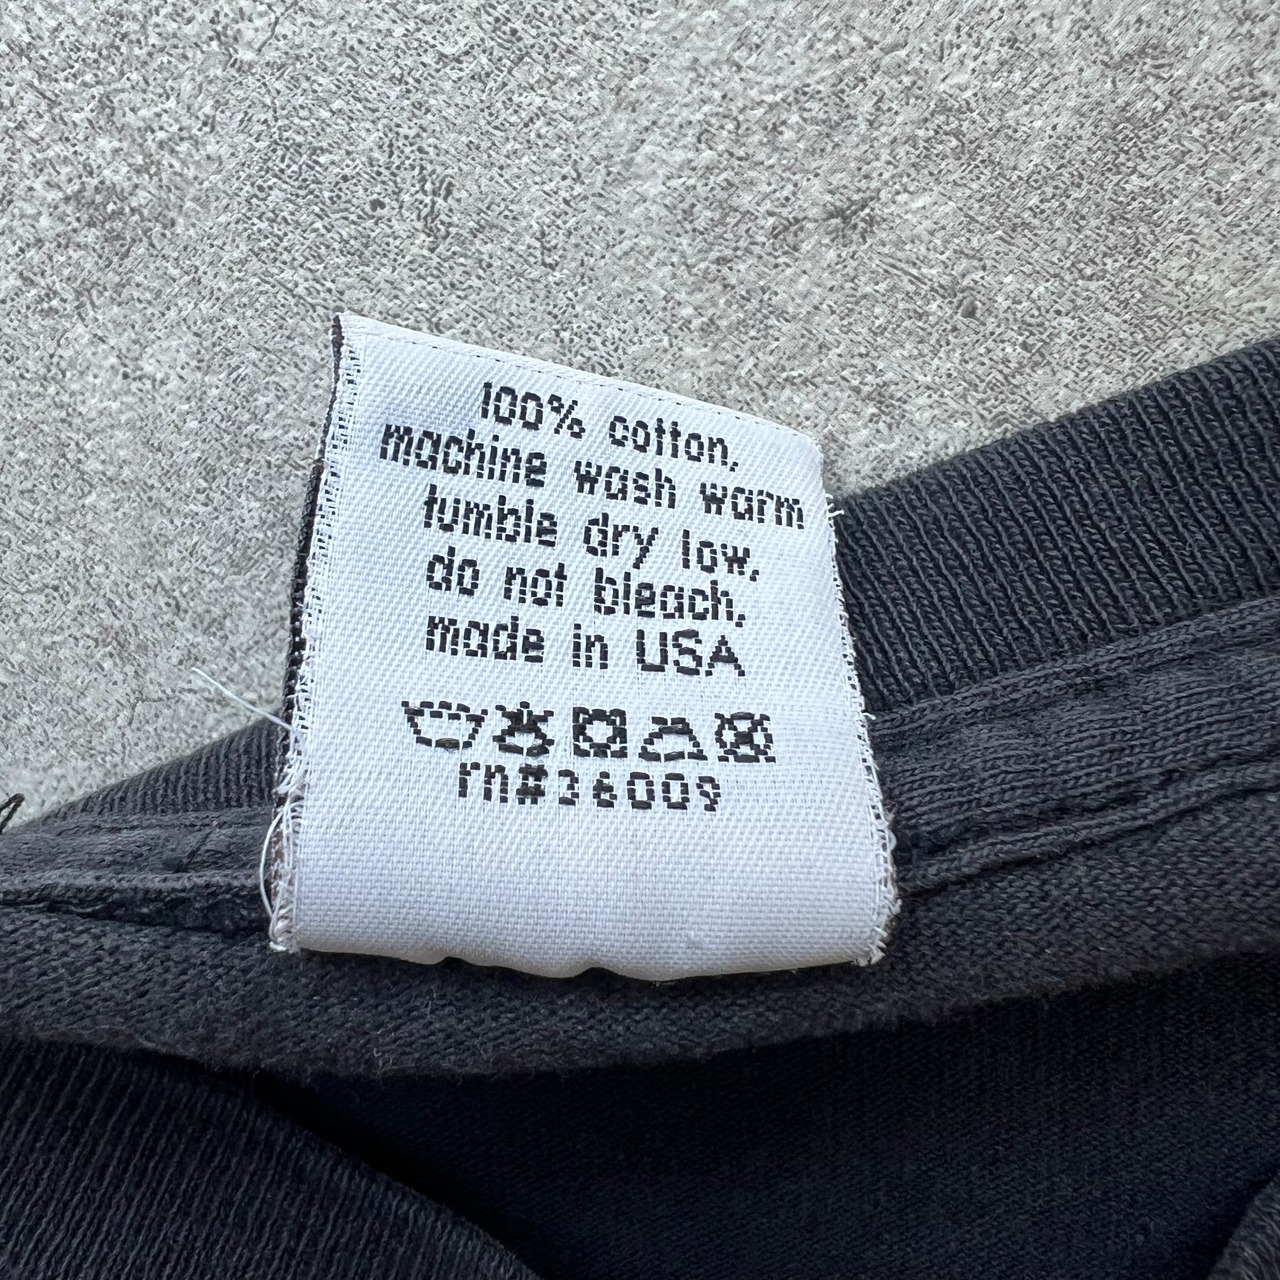 100% cotton,
machine wash warm
tumble dry low,
do not bleach,
made in USA
rn#36009